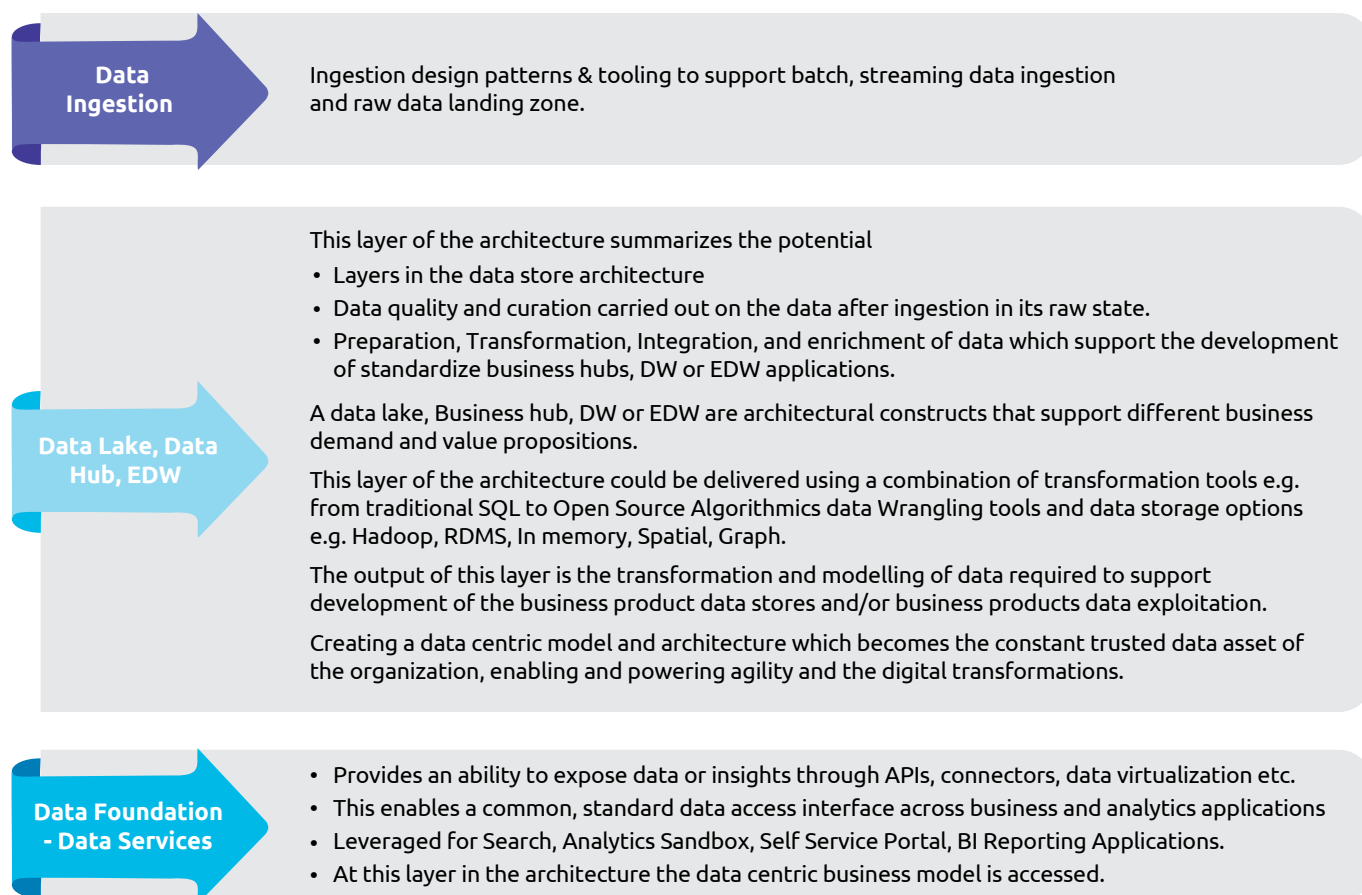 Data
Ingestion
Ingestion design patterns & tooling to support batch, streaming data ingestion
and raw data landing zone.
This layer of the architecture summarizes the potential
• Layers in the data store architecture
• Data quality and curation carried out on the data after ingestion in its raw state.
• Preparation, Transformation, Integration, and enrichment of data which support the development
of standardize business hubs, DW or EDW applications.
Data Lake, Data
Hub, EDW
A data lake, Business hub, DW or EDW are architectural constructs that support different business
demand and value propositions.
This layer of the architecture could be delivered using a combination of transformation tools e.g.
from traditional SQL to Open Source Algorithmics data Wrangling tools and data storage options
e.g. Hadoop, RDMS, In memory, Spatial, Graph.
The output of this layer is the transformation and modelling of data required to support
development of the business product data stores and/or business products data exploitation.
Creating a data centric model and architecture which becomes the constant trusted data asset of
the organization, enabling and powering agility and the digital transformations.
Data Foundation
- Data Services
• Provides an ability to expose data or insights through APIs, connectors, data virtualization etc.
• This enables a common, standard data access interface across business and analytics applications
• Leveraged for Search, Analytics Sandbox, Self Service Portal, BI Reporting Applications.
• At this layer in the architecture the data centric business model is accessed.